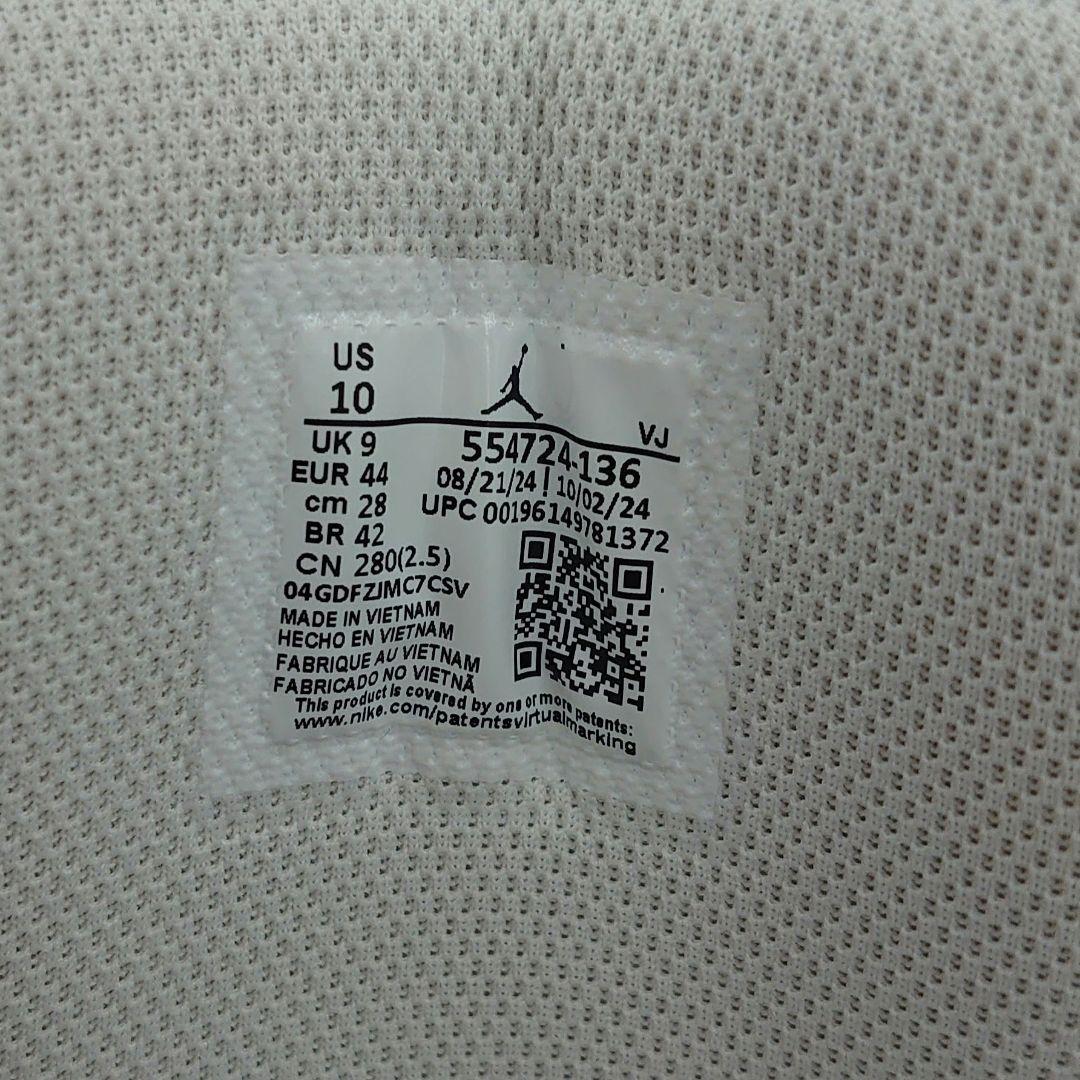 US
10
VJ
UK 9
EUR 44
cm 28
BR 42
CN 280(2.5)
554724-136
08/21/24 | 10/02/24
UPC 00196149781372
04GDFZJMC7CSV
MADE IN VIETNAM
HECHO EN VIETNAM
FABRIQUE AU VIETNAM
FABRICADO NO VIETNÃ
This product is covered by one or more patents:
www.nike.com/patentsvirtualmarking